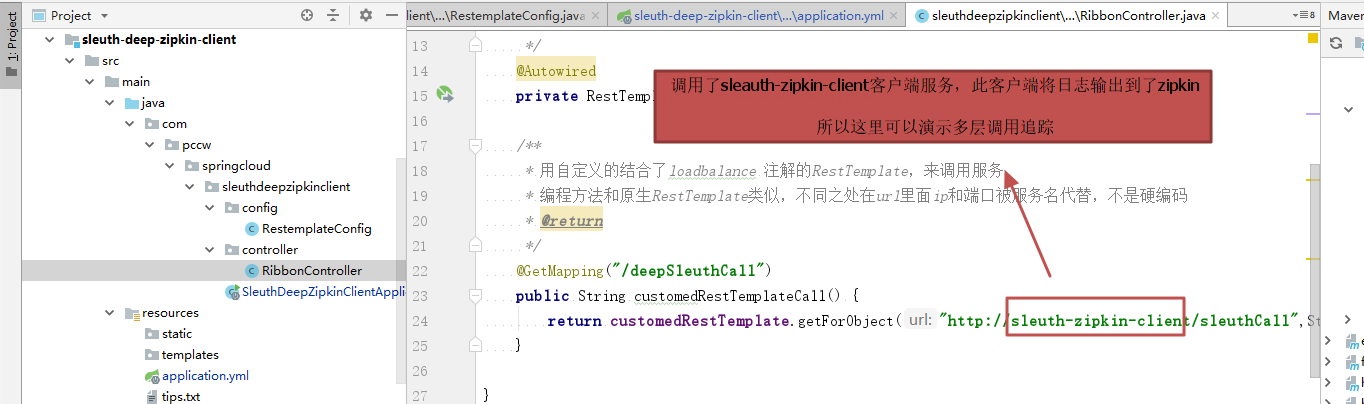 Project
client\...\RestemplateConfig.java
sleuth-deep-zipkin-client\...\application.yml
sleuthdeepzipkinclient\...\RibbonController.java
8
Maven
1: Project
sleuth-deep-zipkin-client
src
main
java
com
pccw
springcloud
sleuthdeepzipkinclient
config
RestemplateConfig
controller
RibbonController
SleuthDeepZipkinClientApplic
resources
static
templates
application.yml
tips.txt
13 */
14 @Autowired
15 private RestTemp
调用了sleauth-zipkin-client客户端服务，此客户端将日志输出到了zipkin
所以这里可以演示多层调用追踪
16
17 /**
18 * 用自定义的结合了loadbalance 注解的RestTemplate，来调用服务
19 * 编程方法和原生RestTemplate类似，不同之处在url里面ip和端口被服务名代替，不是硬编码
20 * @return
21 */
22 @GetMapping("/deepSleuthCall")
23 public String customedRestTemplateCall() {
24 return customedRestTemplate.getForObject( url: "http://sleuth-zipkin-client/sleuthCall",St
25 }
26
27 }